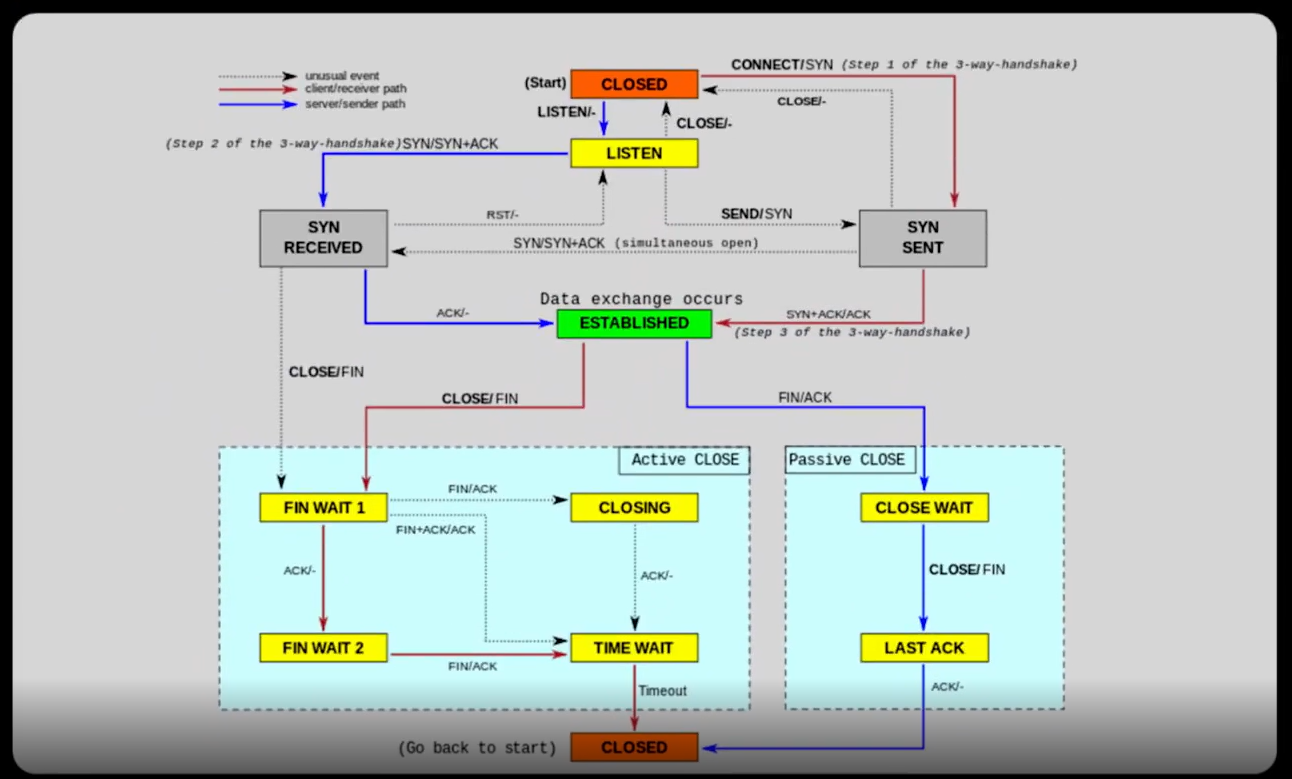 unusual event
client/receiver path
server/sender path
(Start)
CLOSED
CONNECT/SYN (Step 1 of the 3-way-handshake)
CLOSE/-
LISTEN/-
CLOSE/-
(Step 2 of the 3-way-handshake)SYN/SYN+ACK
LISTEN
SYN
RECEIVED
RST/-
SEND/SYN
SYN
SENT
SYN/SYN+ACK (simultaneous open)
Data exchange occurs
ACK/-
ESTABLISHED
SYN+ACK/ACK
(Step 3 of the 3-way-handshake)
CLOSE/FIN
CLOSE/FIN
FIN/ACK
Active CLOSE
Passive CLOSE
FIN WAIT 1
FIN/ACK
CLOSING
CLOSE WAIT
FIN+ACK/ACK
ACK/-
ACK/-
CLOSE/FIN
FIN WAIT 2
FIN/ACK
TIME WAIT
LAST ACK
Timeout
ACK/-
(Go back to start)
CLOSED